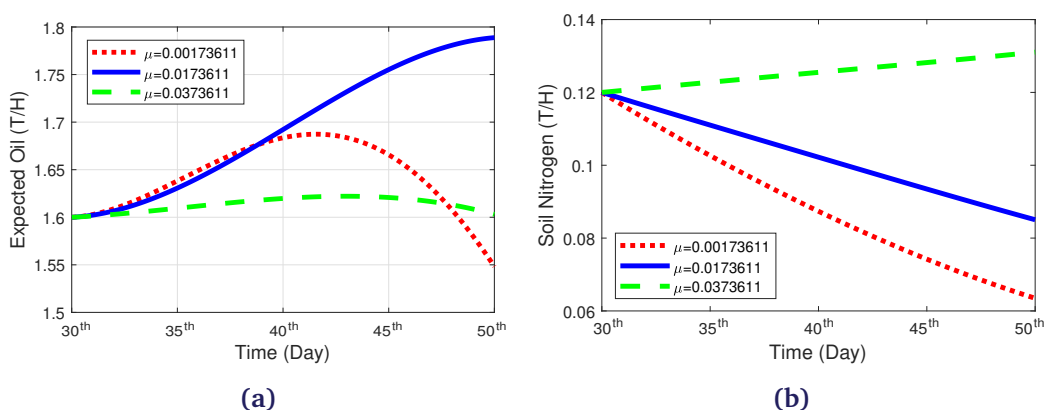 1.8
1.75
1.7
1.65
1.6
1.55
1.5
Expected Oil (T/H)
μ=0.00173611
μ=0.0173611
μ=0.0373611
30th 35th 40th 45th 50th
Time (Day)
(a)
0.14
0.12
0.1
0.08
0.06
Soil Nitrogen (T/H)
μ=0.00173611
μ=0.0173611
μ=0.0373611
30th 35th 40th 45th 50th
Time (Day)
(b)